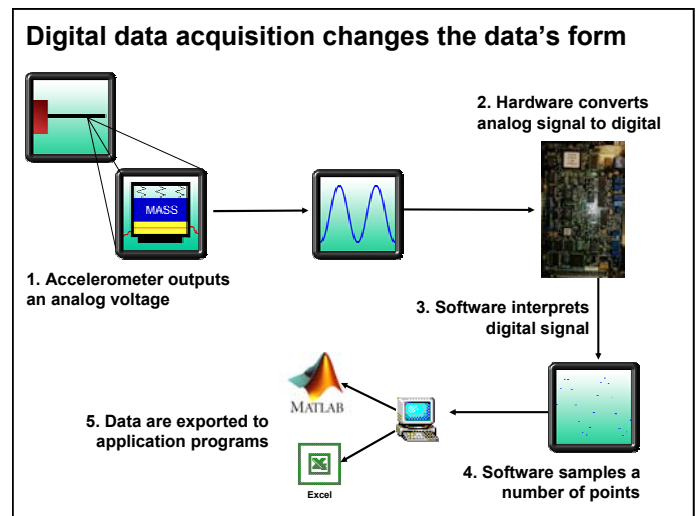 Digital data acquisition changes the data's form
2. Hardware converts
analog signal to digital
MASS
1. Accelerometer outputs
an analog voltage
3. Software interprets
digital signal
MATLAB
5. Data are exported to
application programs
Excel
4. Software samples a
number of points